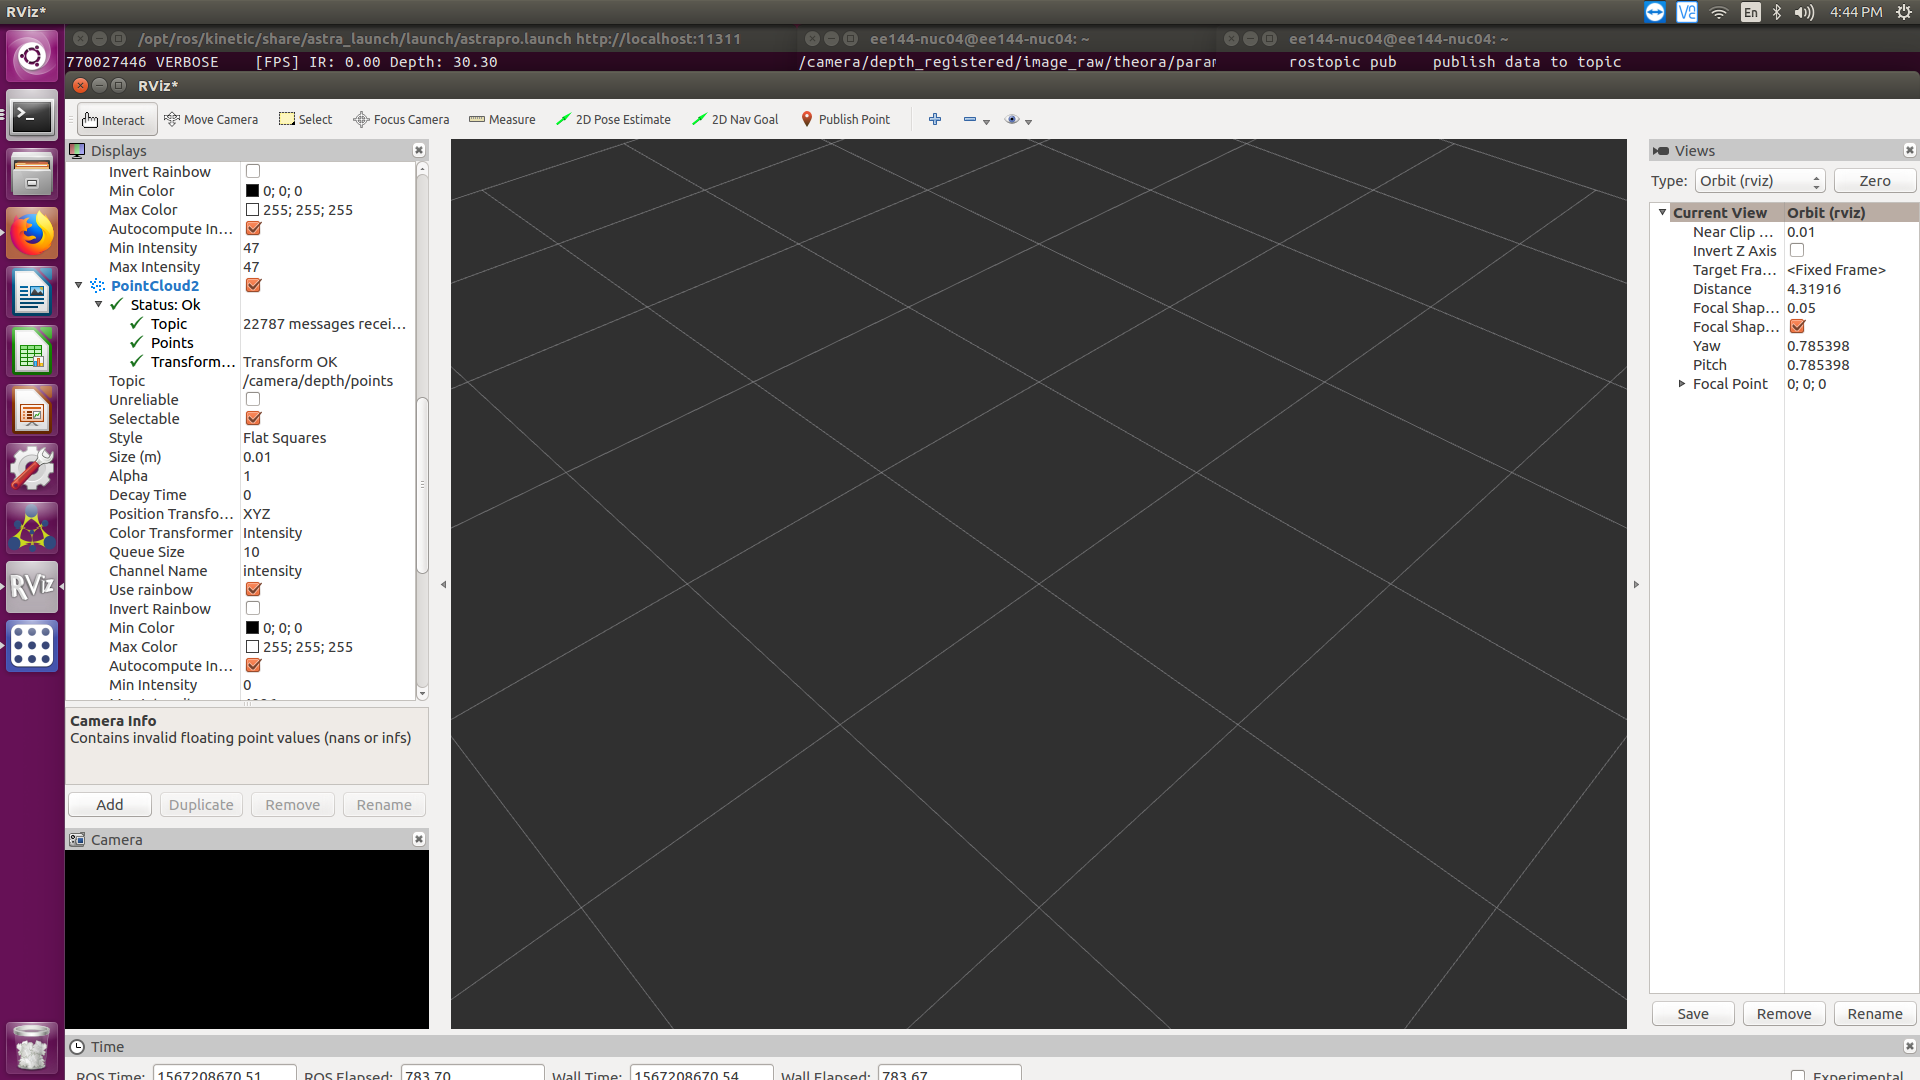 RViz*
En
4:44 PM
/opt/ros/kinetic/share/astra_launch/launch/astrapro.launch http://localhost:11311
ee144-nuc04@ee144-nuc04: ~
ee144-nuc04@ee144-nuc04: ~
770027446 VERBOSE [FPS] IR: 0.00 Depth: 30.30
/camera/depth_registered/image_raw/theora/param
rostopic pub publish data to topic
RViz*
Interact
Move Camera
Select
Focus Camera
Measure
2D Pose Estimate
2D Nav Goal
Publish Point
Displays
Invert Rainbow
Min Color 0; 0; 0
Max Color 255; 255; 255
Autocompute In...
Min Intensity 47
Max Intensity 47
PointCloud2
Status: Ok
Topic 22787 messages recei...
Points
Transform... Transform OK
Topic /camera/depth/points
Unreliable
Selectable
Style Flat Squares
Size (m) 0.01
Alpha 1
Decay Time 0
Position Transfo... XYZ
Color Transformer Intensity
Queue Size 10
Channel Name intensity
Use rainbow
Invert Rainbow
Min Color 0; 0; 0
Max Color 255; 255; 255
Autocompute In...
Min Intensity 0
Camera Info
Contains invalid floating point values (nans or infs)
Add
Duplicate
Remove
Rename
Camera
RViz
Views
Type: Orbit (rviz)
Zero
Current View Orbit (rviz)
Near Clip ... 0.01
Invert Z Axis
Target Fra... <Fixed Frame>
Distance 4.31916
Focal Shap... 0.05
Focal Shap...
Yaw 0.785398
Pitch 0.785398
Focal Point 0; 0; 0
Save
Remove
Rename
Time
ROS Time: 1567208670.51
ROS Elapsed: 783.70
Wall Time: 1567208670.54
Wall Elapsed: 783.67
Experimental